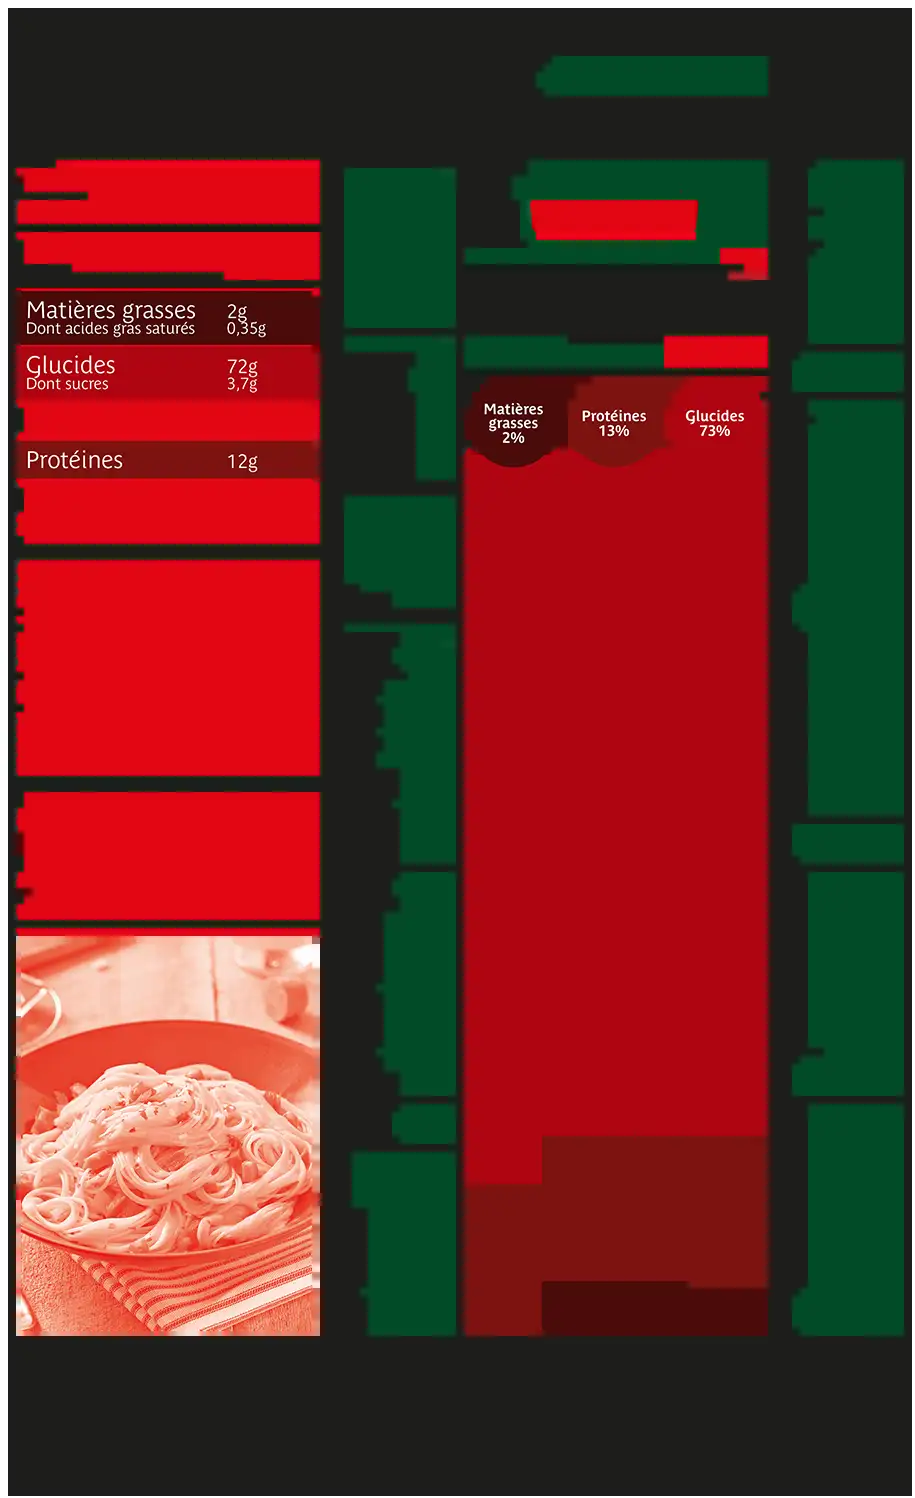 Matières grasses 2g
Dont acides gras saturés 0,35g
Glucides 72g
Dont sucres 3,7g
Protéines 12g
Matières
grasses
2%
Protéines
13%
Glucides
73%